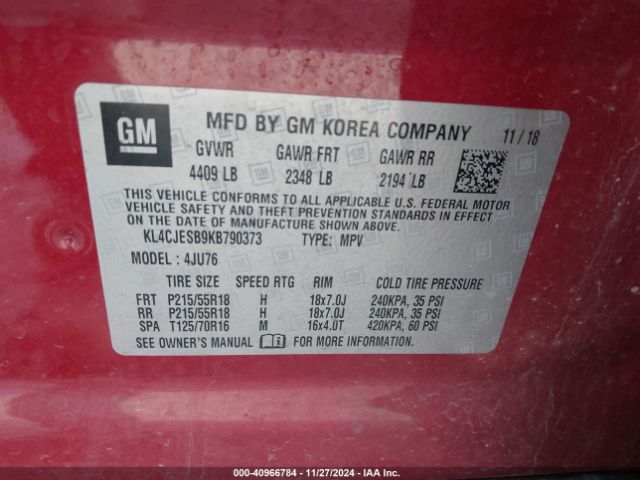 GM
MFD BY GM KOREA COMPANY 11/18
GVWR GAWR FRT GAWR RR
4409 LB 2348 LB 2194 LB
THIS VEHICLE CONFORMS TO ALL APPLICABLE U.S. FEDERAL MOTOR
VEHICLE SAFETY AND THEFT PREVENTION STANDARDS IN EFFECT
ON THE DATE OF MANUFACTURE SHOWN ABOVE.
KL4CJESB9KB790373 TYPE: MPV
MODEL : 4JU76
TIRE SIZE SPEED RTG RIM COLD TIRE PRESSURE
FRT P215/55R18 H 18x7.0J 240KPA, 35 PSI
RR P215/55R18 H 18x7.0J 240KPA, 35 PSI
SPA T125/70R16 M 16x4.0T 420KPA, 60 PSI
SEE OWNER'S MANUAL FOR MORE INFORMATION.
000-40966784 — 11/27/2024 — IAA Inc.